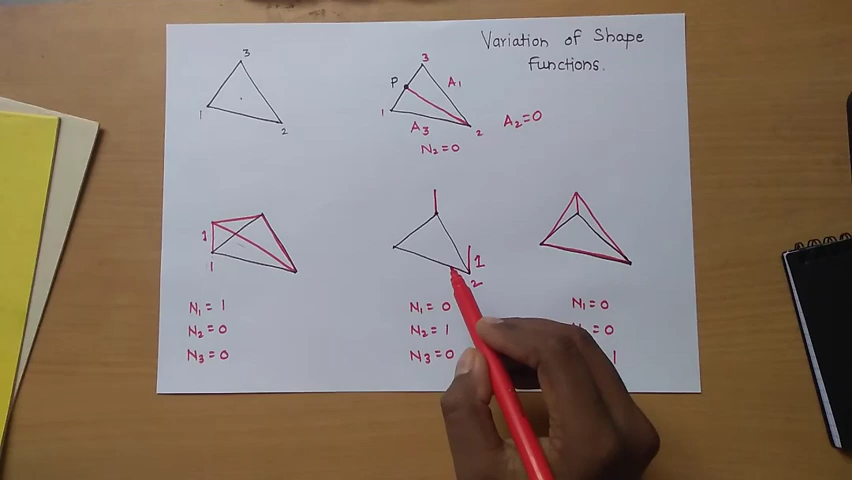 Variation of Shape
Functions.
3
1
2
3
P
A1
1
A3
2
A2=0
N2=0
1
1
1
2
N1= 1
N2=0
N3=0
N1= 0
N2=1
N3=0
N1=0
=0
1